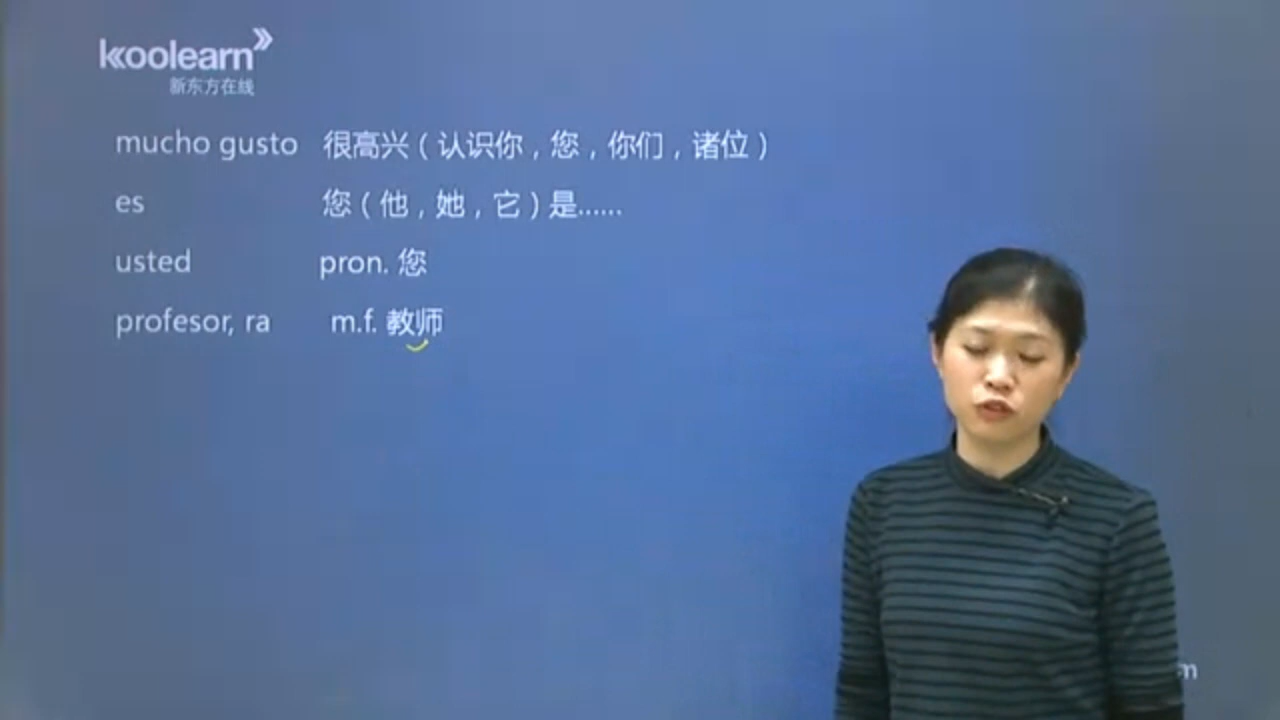 koolearn
新东方在线
mucho gusto 很高兴（认识你，您，你们，诸位）
es 您（他，她，它）是……
usted pron. 您
profesor, ra m.f. 教师